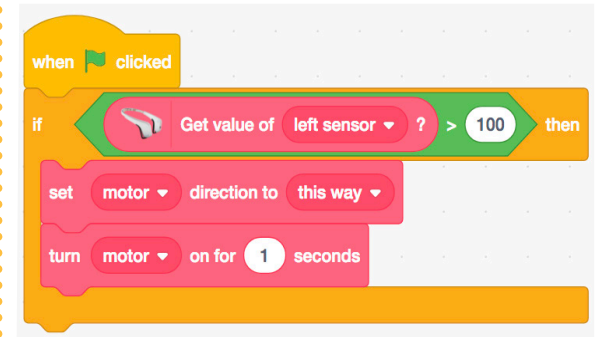 when clicked
if Get value of left sensor ? > 100 then
set motor direction to this way
turn motor on for 1 seconds